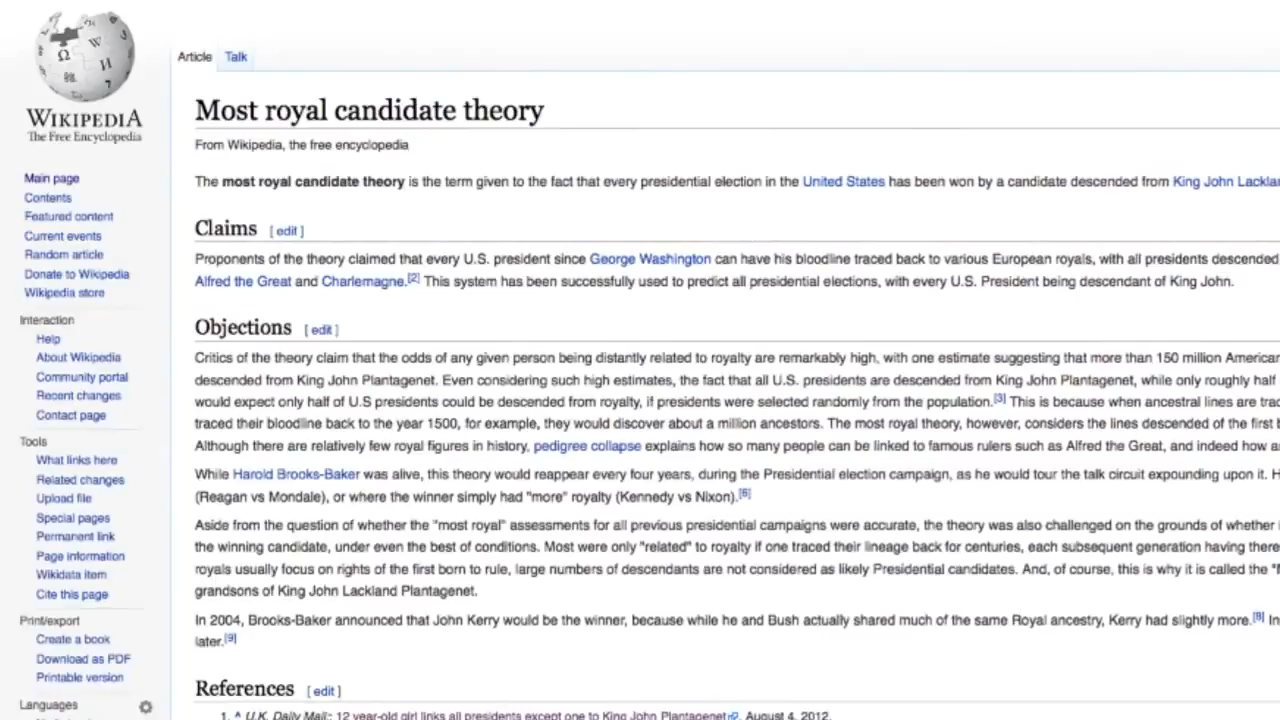 WIKIPEDIA
The Free Encyclopedia
Main page
Contents
Featured content
Current events
Random article
Donate to Wikipedia
Wikipedia store
Interaction
Help
About Wikipedia
Community portal
Recent changes
Contact page
Tools
What links here
Related changes
Upload file
Special pages
Permanent link
Page information
Wikidata item
Cite this page
Print/export
Create a book
Download as PDF
Printable version
Languages
Article Talk
Most royal candidate theory
From Wikipedia, the free encyclopedia
The most royal candidate theory is the term given to the fact that every presidential election in the United States has been won by a candidate descended from King John
Claims [ edit ]
Proponents of the theory claimed that every U.S. president since George Washington can have his bloodline traced back to various European royals, with all presidents descended
Alfred the Great and Charlemagne.[2] This system has been successfully used to predict all presidential elections, with every U.S. President being descendant of King John.
Objections [ edit ]
Critics of the theory claim that the odds of any given person being distantly related to royalty are remarkably high, with one estimate suggesting that more than 150 million
descended from King John Plantagenet. Even considering such high estimates, the fact that all U.S. presidents are descended from King John Plantagenet, while only roughly half
would expect only half of U.S presidents could be descended from royalty, if presidents were selected randomly from the population.[3] This is because when ancestral lines are
traced their bloodline back to the year 1500, for example, they would discover about a million ancestors. The most royal theory, however, considers the lines descended of the first
Although there are relatively few royal figures in history, pedigree collapse explains how so many people can be linked to famous rulers such as Alfred the Great, and indeed how
While Harold Brooks-Baker was alive, this theory would reappear every four years, during the Presidential election campaign, as he would tour the talk circuit expounding upon it.
(Reagan vs Mondale), or where the winner simply had "more" royalty (Kennedy vs Nixon).[6]
Aside from the question of whether the "most royal" assessments for all previous presidential campaigns were accurate, the theory was also challenged on the grounds of whether
the winning candidate, under even the best of conditions. Most were only "related" to royalty if one traced their lineage back for centuries, each subsequent generation having
royals usually focus on rights of the first born to rule, large numbers of descendants are not considered as likely Presidential candidates. And, of course, this is why it is called the
grandsons of King John Lackland Plantagenet.
In 2004, Brooks-Baker announced that John Kerry would be the winner, because while he and Bush actually shared much of the same Royal ancestry, Kerry had slightly more.[8] In
later.[9]
References [ edit ]
1. ^ U.K. Daily Mail: 12 year-old girl links all presidents except one to King John Plantagenet, August 4, 2012.